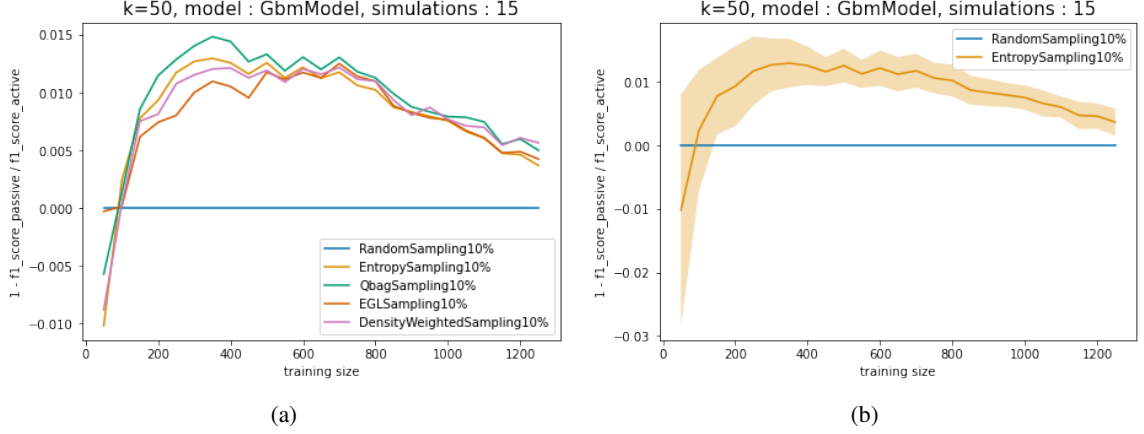 k=50, model : GbmModel, simulations : 15
1 - f1_score_passive / f1_score_active
0.015
0.010
0.005
0.000
−0.005
−0.010
RandomSampling10%
EntropySampling10%
QbagSampling10%
EGLSampling10%
DensityWeightedSampling10%
0 200 400 600 800 1000 1200
training size
(a)
k=50, model : GbmModel, simulations : 15
1 - f1_score_passive / f1_score_active
0.01
0.00
−0.01
−0.02
−0.03
RandomSampling10%
EntropySampling10%
0 200 400 600 800 1000 1200
training size
(b)